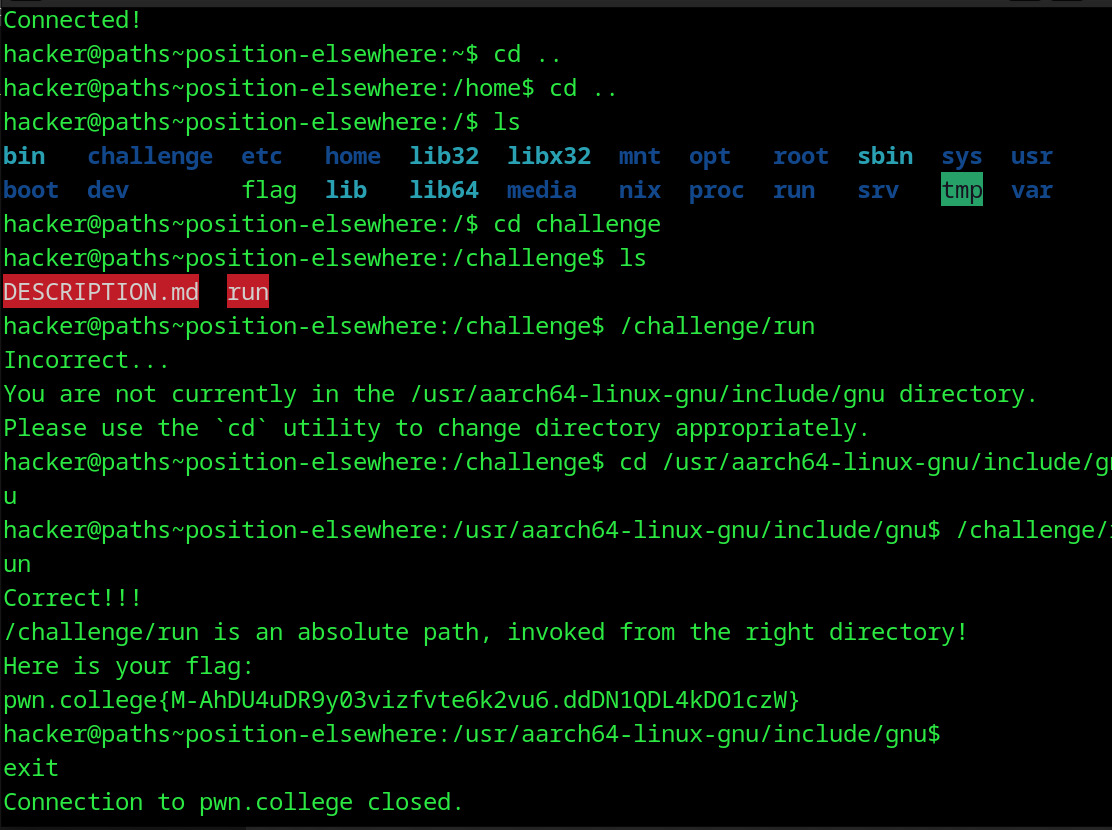 Connected!
hacker@paths~position-elsewhere:~$ cd ..
hacker@paths~position-elsewhere:/home$ cd ..
hacker@paths~position-elsewhere:/$ ls
bin   challenge  etc   home  lib32  libx32  mnt  opt   root  sbin  sys  usr
boot  dev        flag  lib   lib64  media   nix  proc  run   srv   tmp  var
hacker@paths~position-elsewhere:/$ cd challenge
hacker@paths~position-elsewhere:/challenge$ ls
DESCRIPTION.md  run
hacker@paths~position-elsewhere:/challenge$ /challenge/run
Incorrect...
You are not currently in the /usr/aarch64-linux-gnu/include/gnu directory.
Please use the `cd` utility to change directory appropriately.
hacker@paths~position-elsewhere:/challenge$ cd /usr/aarch64-linux-gnu/include/gn
u
hacker@paths~position-elsewhere:/usr/aarch64-linux-gnu/include/gnu$ /challenge/r
un
Correct!!!
/challenge/run is an absolute path, invoked from the right directory!
Here is your flag:
pwn.college{M-AhDU4uDR9y03vizfvte6k2vu6.ddDN1QDL4kDO1czW}
hacker@paths~position-elsewhere:/usr/aarch64-linux-gnu/include/gnu$
exit
Connection to pwn.college closed.